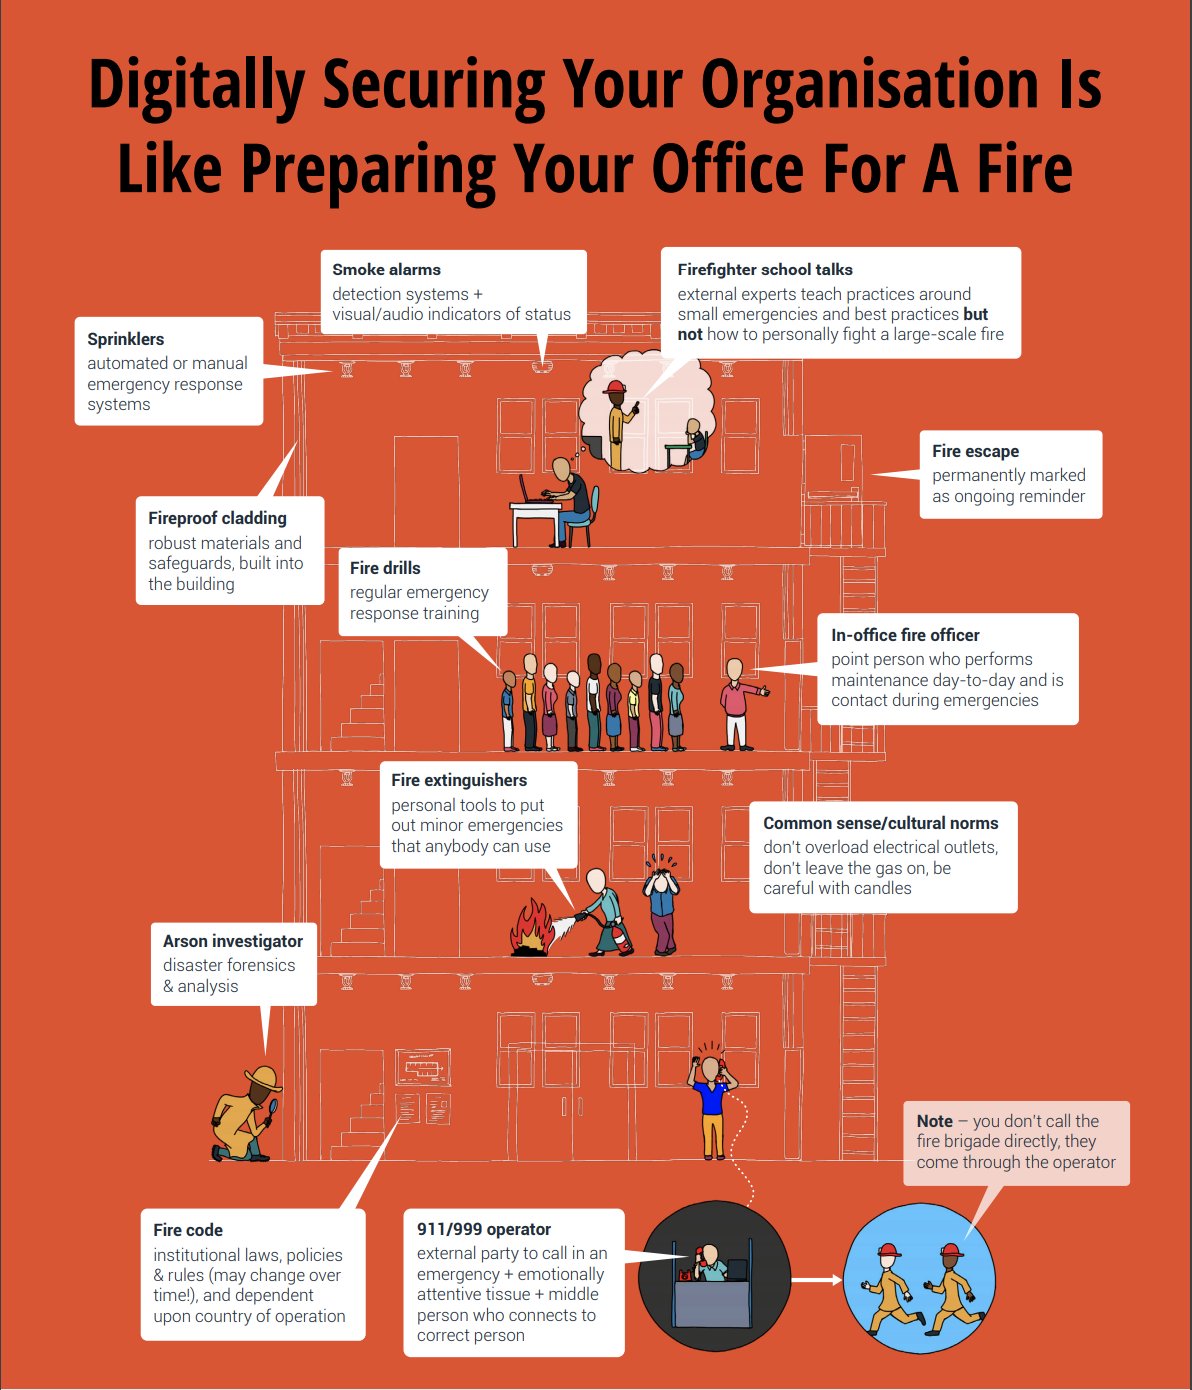 Digitally Securing Your Organisation Is
Like Preparing Your Office For A Fire
Smoke alarms
detection systems +
visual/audio indicators of status
Firefighter school talks
external experts teach practices around
small emergencies and best practices but
not how to personally fight a large-scale fire
Sprinklers
automated or manual
emergency response
systems
Fire escape
permanently marked
as ongoing reminder
Fireproof cladding
robust materials and
safeguards, built into
the building
Fire drills
regular emergency
response training
In-office fire officer
point person who performs
maintenance day-to-day and is
contact during emergencies
Fire extinguishers
personal tools to put
out minor emergencies
that anybody can use
Common sense/cultural norms
don't overload electrical outlets,
don't leave the gas on, be
careful with candles
Arson investigator
disaster forensics
& analysis
Note – you don't call the
fire brigade directly, they
come through the operator
Fire code
institutional laws, policies
& rules (may change over
time!), and dependent
upon country of operation
911/999 operator
external party to call in an
emergency + emotionally
attentive tissue + middle
person who connects to
correct person